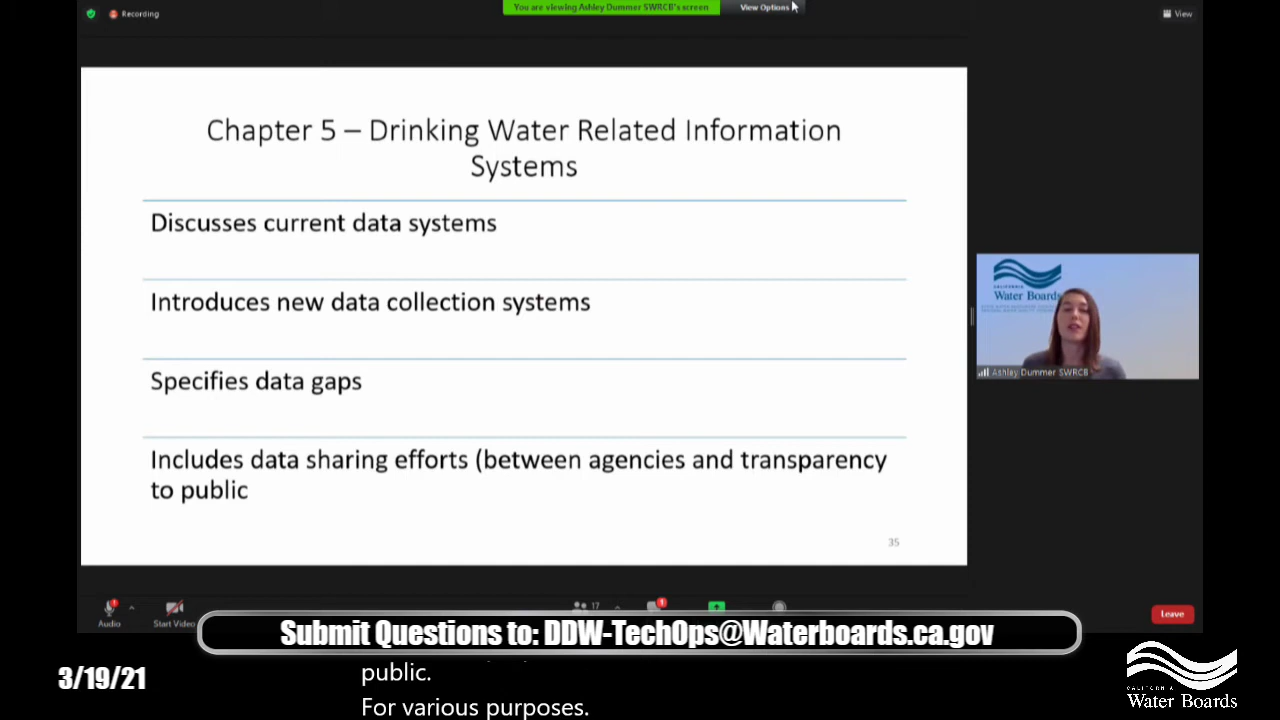 Recording
You are viewing Ashley Dummer SWRCB's screen
View Options
View
Chapter 5 – Drinking Water Related Information
Systems
Discusses current data systems
Introduces new data collection systems
Specifies data gaps
Includes data sharing efforts (between agencies and transparency
to public
35
Water Boards
Ashley Dummer SWRCB
1
Audio
Start Video
17
1
Leave
Submit Questions to: DDW-TechOps@Waterboards.ca.gov
3/19/21
public.
For various purposes.
CALIFORNIA
Water Boards